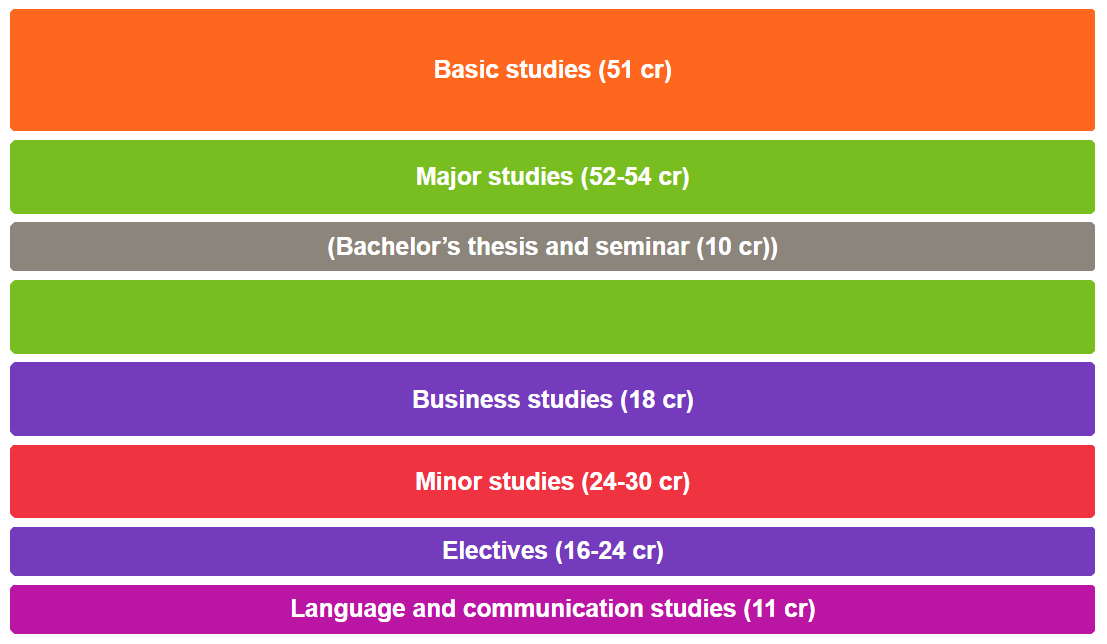 Basic studies (51 cr)
Major studies (52-54 cr)
(Bachelor’s thesis and seminar (10 cr))
Business studies (18 cr)
Minor studies (24-30 cr)
Electives (16-24 cr)
Language and communication studies (11 cr)